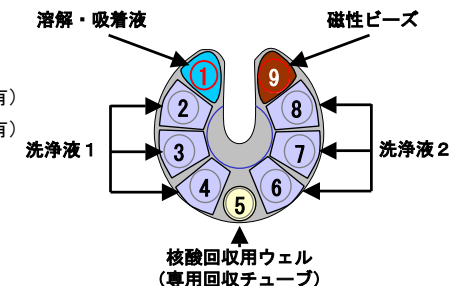 溶解・吸着液
磁性ビーズ
1
9
有）
2
8
有）
洗浄液１
3
7
洗浄液２
4
6
5
核酸回収用ウェル
（専用回収チューブ）